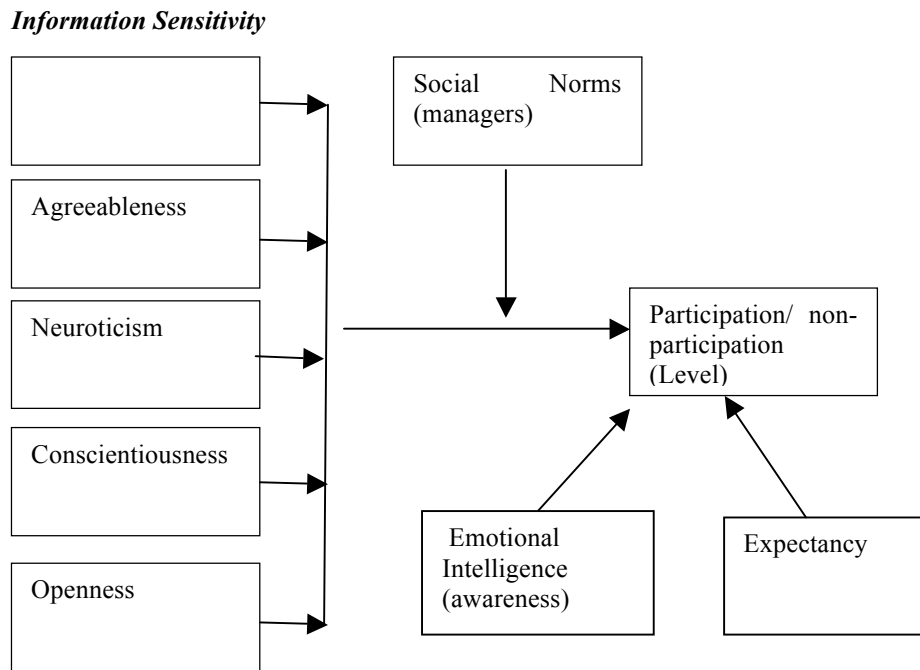 Information Sensitivity
Social Norms
(managers)
Agreeableness
Neuroticism
Participation/ non-
participation
(Level)
Conscientiousness
Emotional
Intelligence
(awareness)
Expectancy
Openness